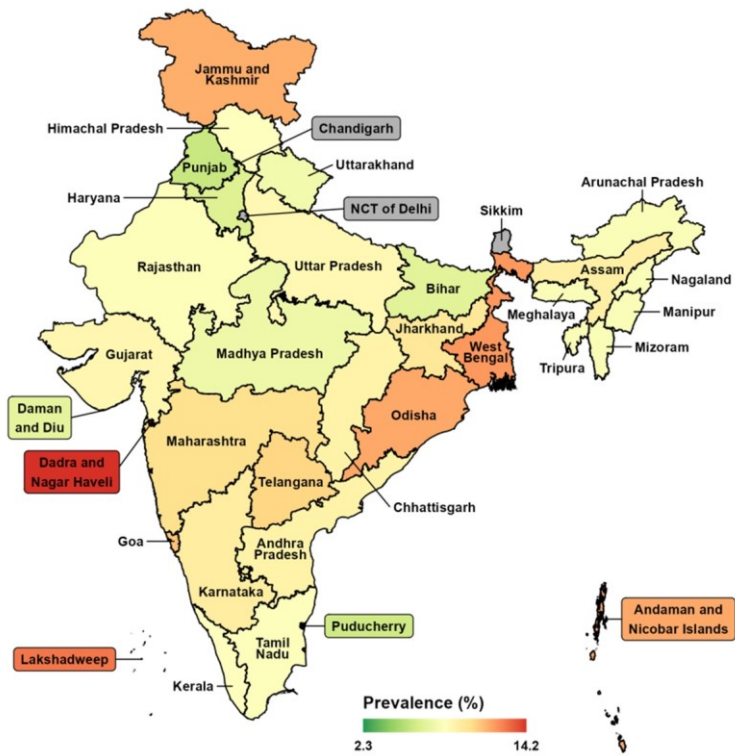 Jammu and
Kashmir
Himachal Pradesh
Chandigarh
Punjab
Uttarakhand
Haryana
NCT of Delhi
Sikkim
Arunachal Pradesh
Rajasthan
Uttar Pradesh
Assam
Bihar
Nagaland
Meghalaya
Manipur
Jharkhand
Gujarat
Madhya Pradesh
West
Bengal
Tripura
Mizoram
Daman
and Diu
Odisha
Maharashtra
Dadra and
Nagar Haveli
Telangana
Chhattisgarh
Goa
Andhra
Pradesh
Karnataka
Andaman and
Nicobar Islands
Puducherry
Tamil
Nadu
Lakshadweep
Kerala
Prevalence (%)
2.3
14.2